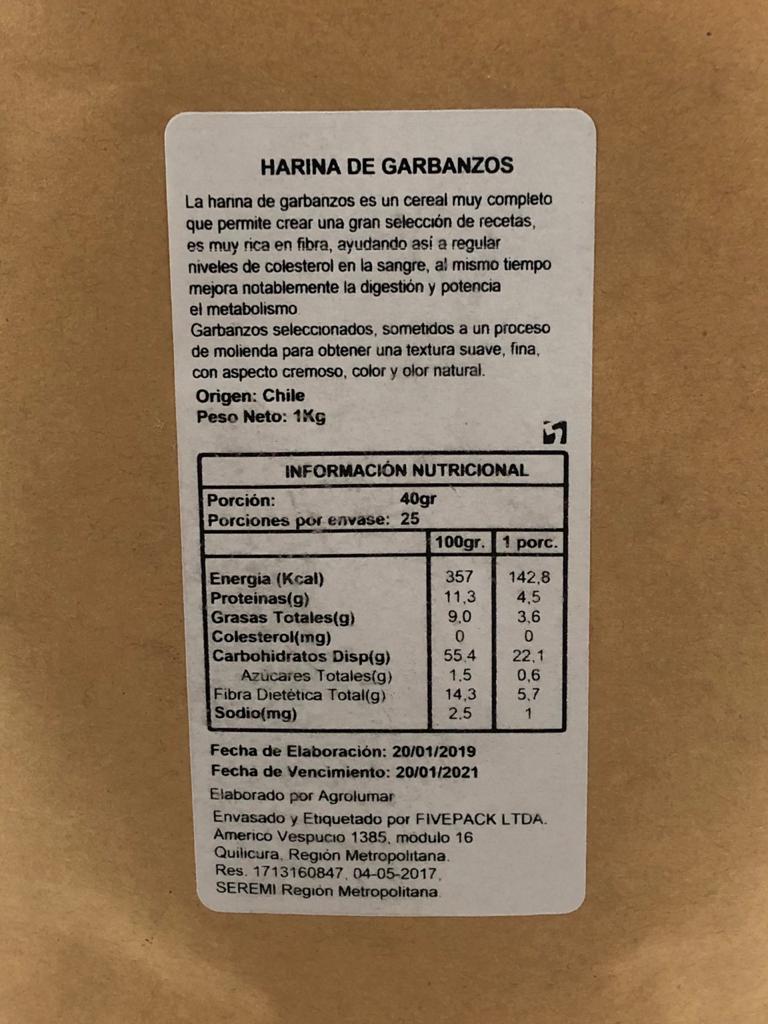 HARINA DE GARBANZOS
La harina de garbanzos es un cereal muy completo
que permite crear una gran selección de recetas,
es muy rica en fibra, ayudando así a regular
niveles de colesterol en la sangre, al mismo tiempo
mejora notablemente la digestión y potencia
el metabolismo
Garbanzos seleccionados, sometidos a un proceso
de molienda para obtener una textura suave, fina,
con aspecto cremoso, color y olor natural.
Origen: Chile
Peso Neto: 1Kg
INFORMACIÓN NUTRICIONAL
Porción: 40gr
Porciones por envase: 25
100gr. 1 porc.
Energia (Kcal) 357 142,8
Proteinas(g) 11,3 4,5
Grasas Totales(g) 9,0 3,6
Colesterol(mg) 0 0
Carbohidratos Disp(g) 55,4 22,1
Azúcares Totales(g) 1,5 0,6
Fibra Dietética Total(g) 14,3 5,7
Sodio(mg) 2,5 1
Fecha de Elaboración: 20/01/2019
Fecha de Vencimiento: 20/01/2021
Elaborado por Agrolumar
Envasado y Etiquetado por FIVEPACK LTDA.
Americo Vespucio 1385, modulo 16
Quilicura, Región Metropolitana.
Res. 1713160847, 04-05-2017,
SEREMI Región Metropolitana.